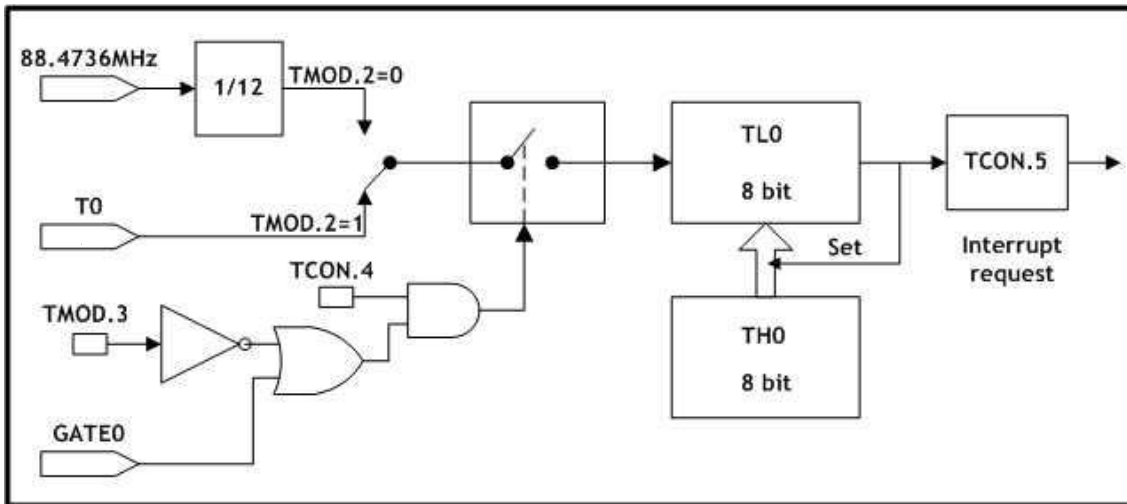 88.4736MHz
1/12
TMOD.2=0
T0
TMOD.2=1
TL0
8 bit
TCON.5
Interrupt
request
Set
TCON.4
TMOD.3
TH0
8 bit
GATE0